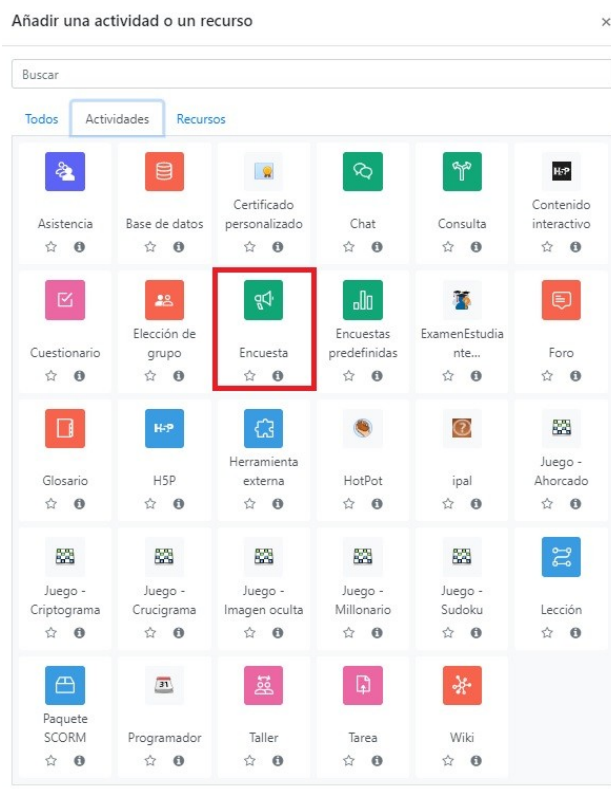 Añadir una actividad o un recurso
×
Buscar
Todos Actividades Recursos
H-P
Asistencia
Base de datos
Certificado
personalizado
Chat
Consulta
Contenido
interactivo
Cuestionario
Elección de
grupo
Encuesta
Encuestas
predefinidas
ExamenEstudia
nte...
Foro
H-P
Glosario
H5P
Herramienta
externa
HotPot
ipal
Juego -
Ahorcado
Juego -
Criptograma
Juego -
Crucigrama
Juego -
Imagen oculta
Juego -
Millonario
Juego -
Sudoku
Lección
31
Paquete
SCORM
Programador
Taller
Tarea
Wiki